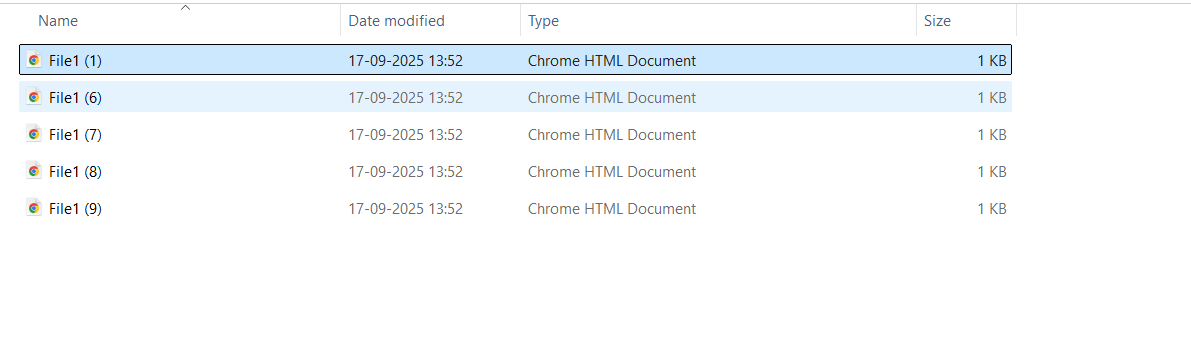 Name Date modified Type Size
File1 (1) 17-09-2025 13:52 Chrome HTML Document 1 KB
File1 (6) 17-09-2025 13:52 Chrome HTML Document 1 KB
File1 (7) 17-09-2025 13:52 Chrome HTML Document 1 KB
File1 (8) 17-09-2025 13:52 Chrome HTML Document 1 KB
File1 (9) 17-09-2025 13:52 Chrome HTML Document 1 KB